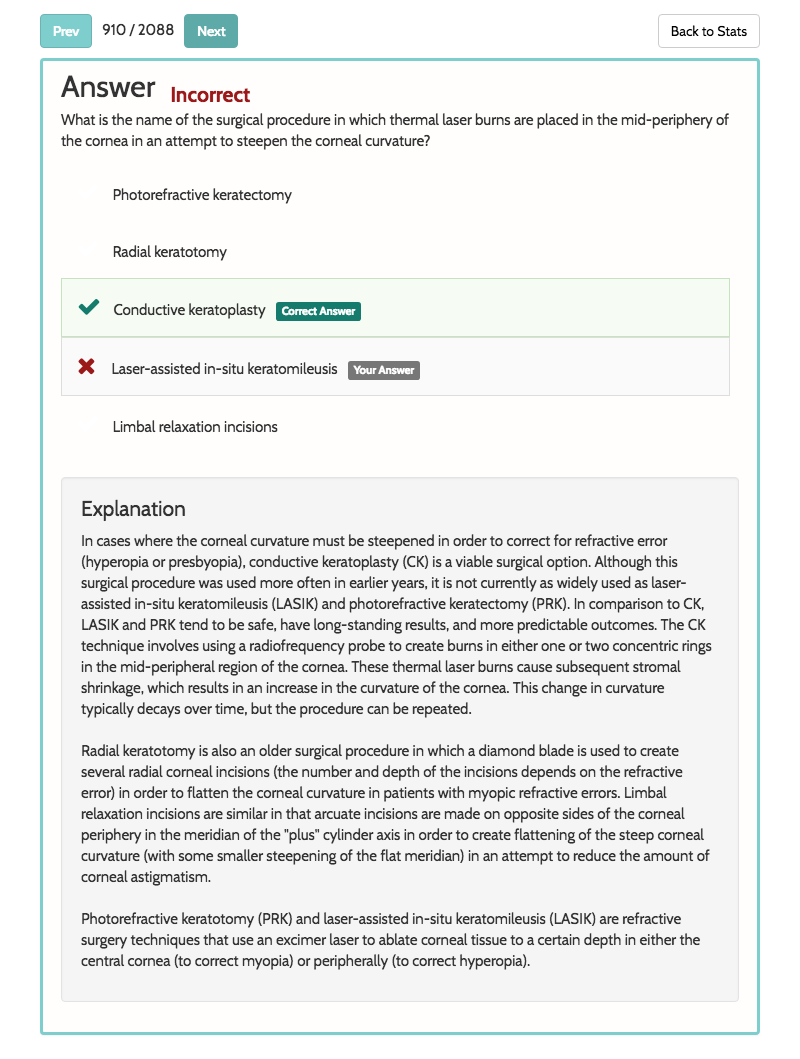 Prev 910 / 2088 Next Back to Stats
Answer Incorrect
What is the name of the surgical procedure in which thermal laser burns are placed in the mid-periphery of
the cornea in an attempt to steepen the corneal curvature?
Photorefractive keratectomy
Radial keratotomy
Conductive keratoplasty Correct Answer
Laser-assisted in-situ keratomileusis Your Answer
Limbal relaxation incisions
Explanation
In cases where the corneal curvature must be steepened in order to correct for refractive error
(hyperopia or presbyopia), conductive keratoplasty (CK) is a viable surgical option. Although this
surgical procedure was used more often in earlier years, it is not currently as widely used as laser-
assisted in-situ keratomileusis (LASIK) and photorefractive keratectomy (PRK). In comparison to CK,
LASIK and PRK tend to be safe, have long-standing results, and more predictable outcomes. The CK
technique involves using a radiofrequency probe to create burns in either one or two concentric rings
in the mid-peripheral region of the cornea. These thermal laser burns cause subsequent stromal
shrinkage, which results in an increase in the curvature of the cornea. This change in curvature
typically decays over time, but the procedure can be repeated.
Radial keratotomy is also an older surgical procedure in which a diamond blade is used to create
several radial corneal incisions (the number and depth of the incisions depends on the refractive
error) in order to flatten the corneal curvature in patients with myopic refractive errors. Limbal
relaxation incisions are similar in that arcuate incisions are made on opposite sides of the corneal
periphery in the meridian of the "plus" cylinder axis in order to create flattening of the steep corneal
curvature (with some smaller steepening of the flat meridian) in an attempt to reduce the amount of
corneal astigmatism.
Photorefractive keratotomy (PRK) and laser-assisted in-situ keratomileusis (LASIK) are refractive
surgery techniques that use an excimer laser to ablate corneal tissue to a certain depth in either the
central cornea (to correct myopia) or peripherally (to correct hyperopia).